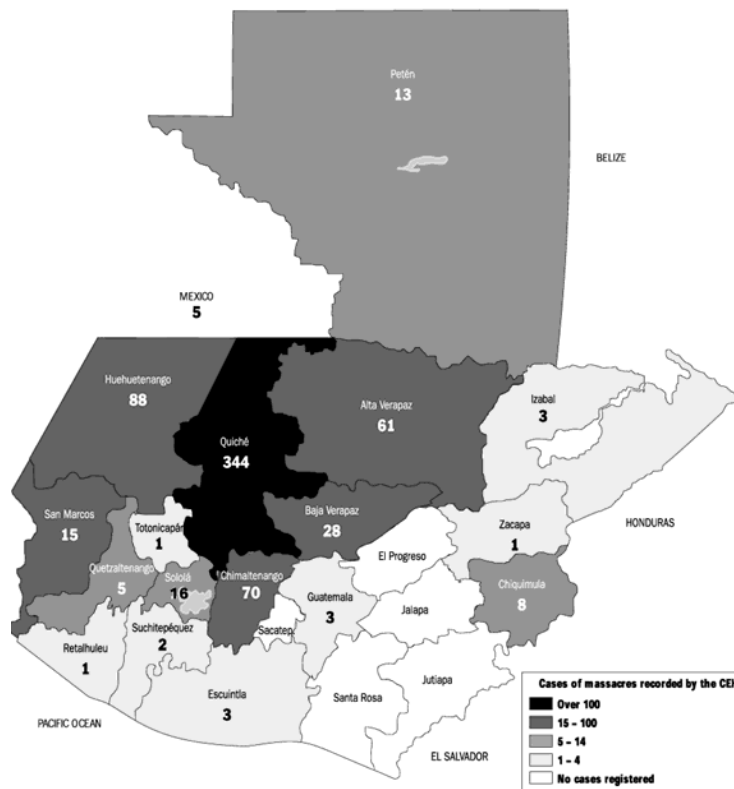 Petén
13
BELIZE
MEXICO
5
Huehuetenango
88
Alta Verapaz
61
Izabal
3
Quiché
344
San Marcos
15
Totonicapán
1
Baja Verapaz
28
Zacapa
1
HONDURAS
El Progreso
Quetzaltenango
5
Sololá
16
Chimaltenango
70
Guatemala
3
Jalapa
Chiquimula
8
Suchitepéquez
2
Sacatep.
Retalhuleu
1
Escuintla
3
Santa Rosa
Jutiapa
PACIFIC OCEAN
EL SALVADOR
Cases of massacres recorded by the CEH
Over 100
15 – 100
5 – 14
1 – 4
No cases registered